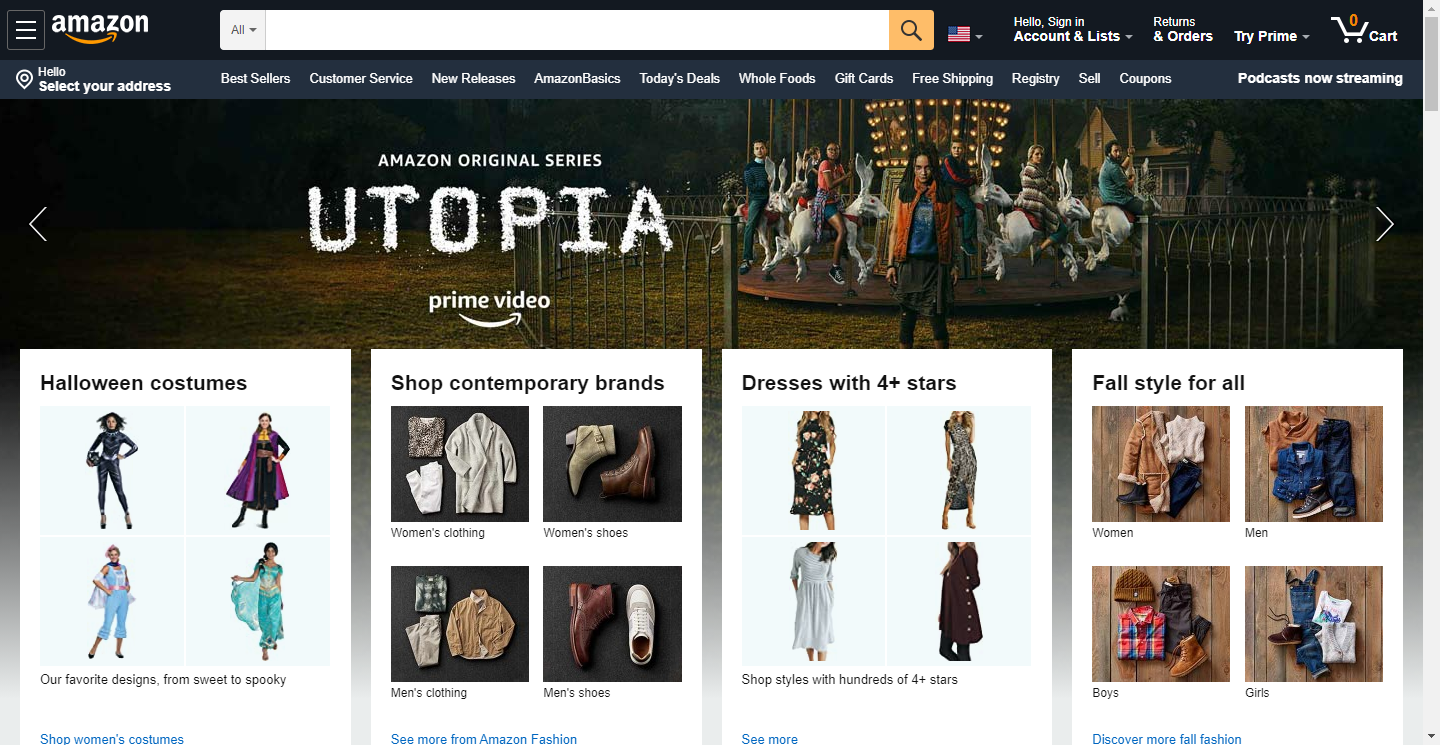 amazon
All
Hello, Sign in
Account & Lists
Returns
& Orders
Try Prime
0
Cart
Hello
Select your address
Best Sellers
Customer Service
New Releases
AmazonBasics
Today's Deals
Whole Foods
Gift Cards
Free Shipping
Registry
Sell
Coupons
Podcasts now streaming
AMAZON ORIGINAL SERIES
UTOPIA
prime video
Halloween costumes
Our favorite designs, from sweet to spooky
Shop women's costumes
Shop contemporary brands
Women's clothing
Women's shoes
Men's clothing
Men's shoes
See more from Amazon Fashion
Dresses with 4+ stars
Shop styles with hundreds of 4+ stars
See more
Fall style for all
Women
Men
Boys
Girls
Discover more fall fashion